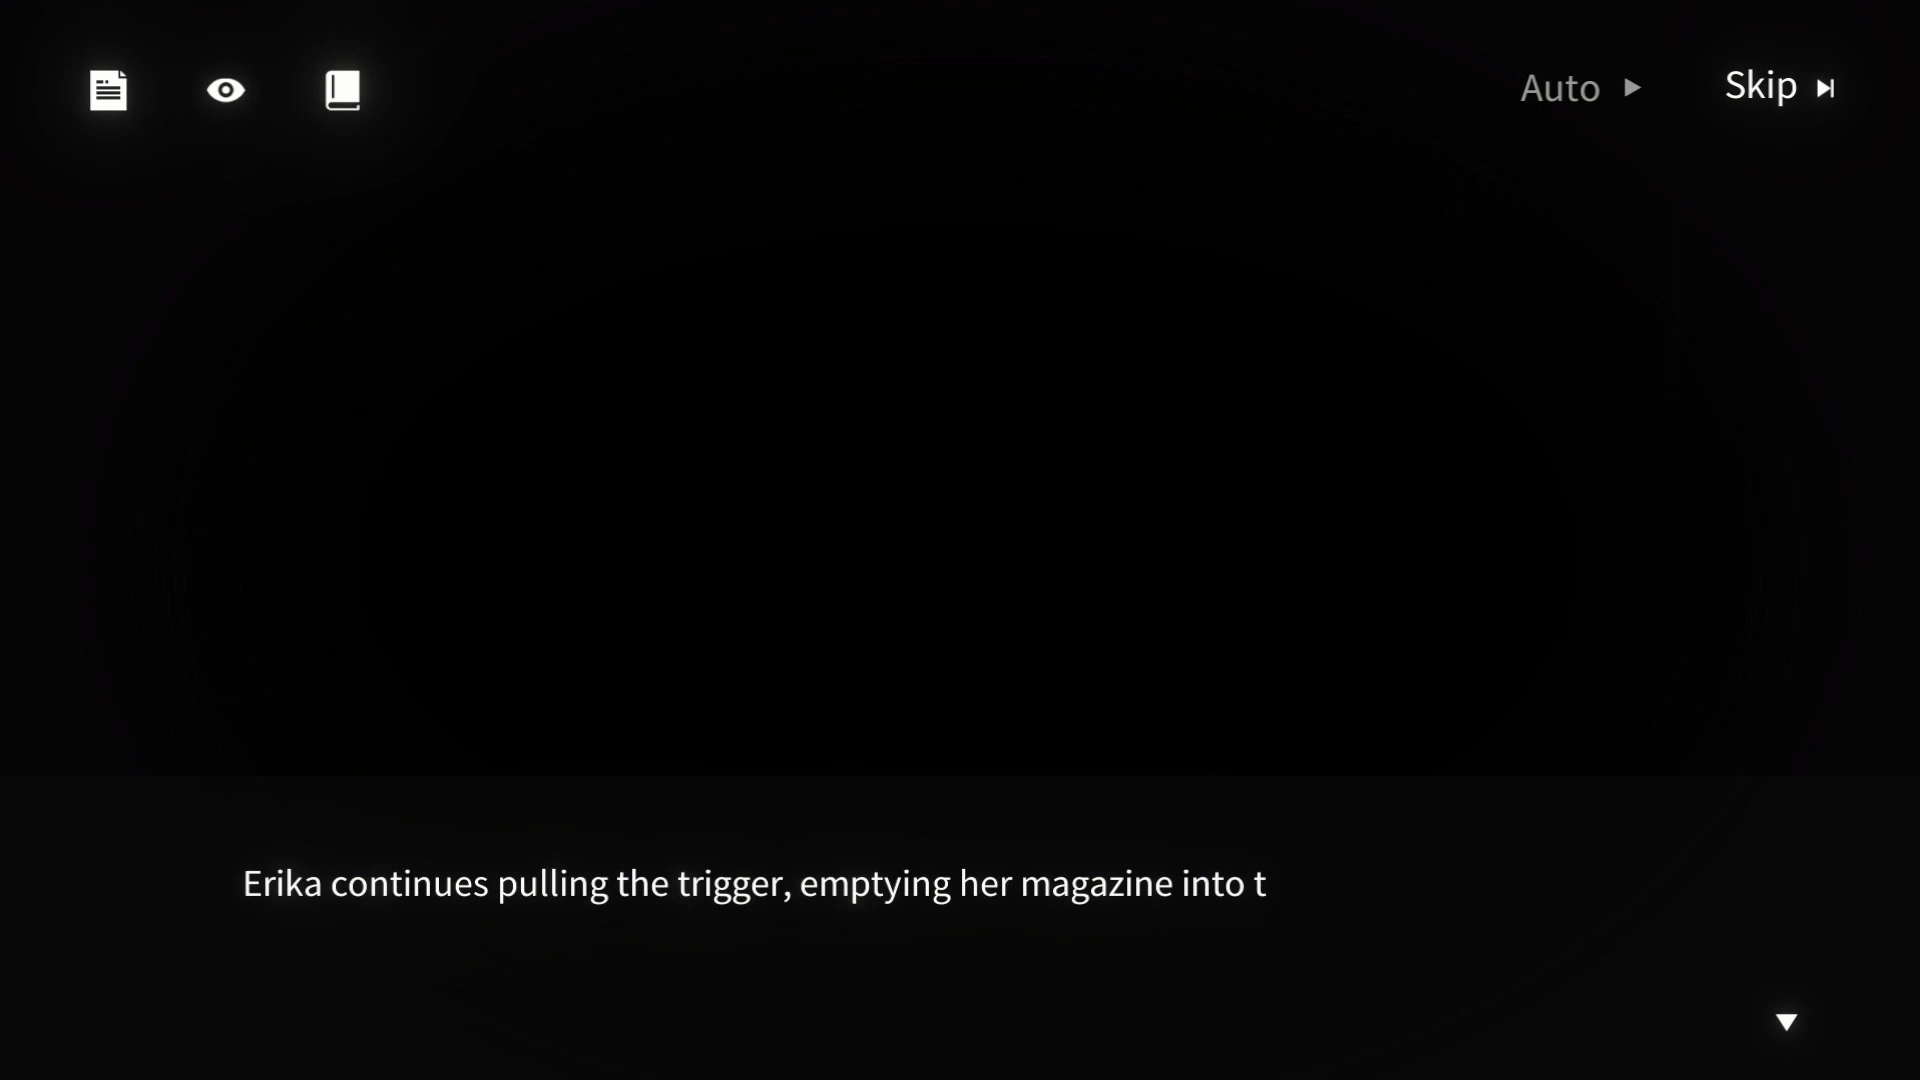 Auto
Skip
Erika continues pulling the trigger, emptying her magazine into t